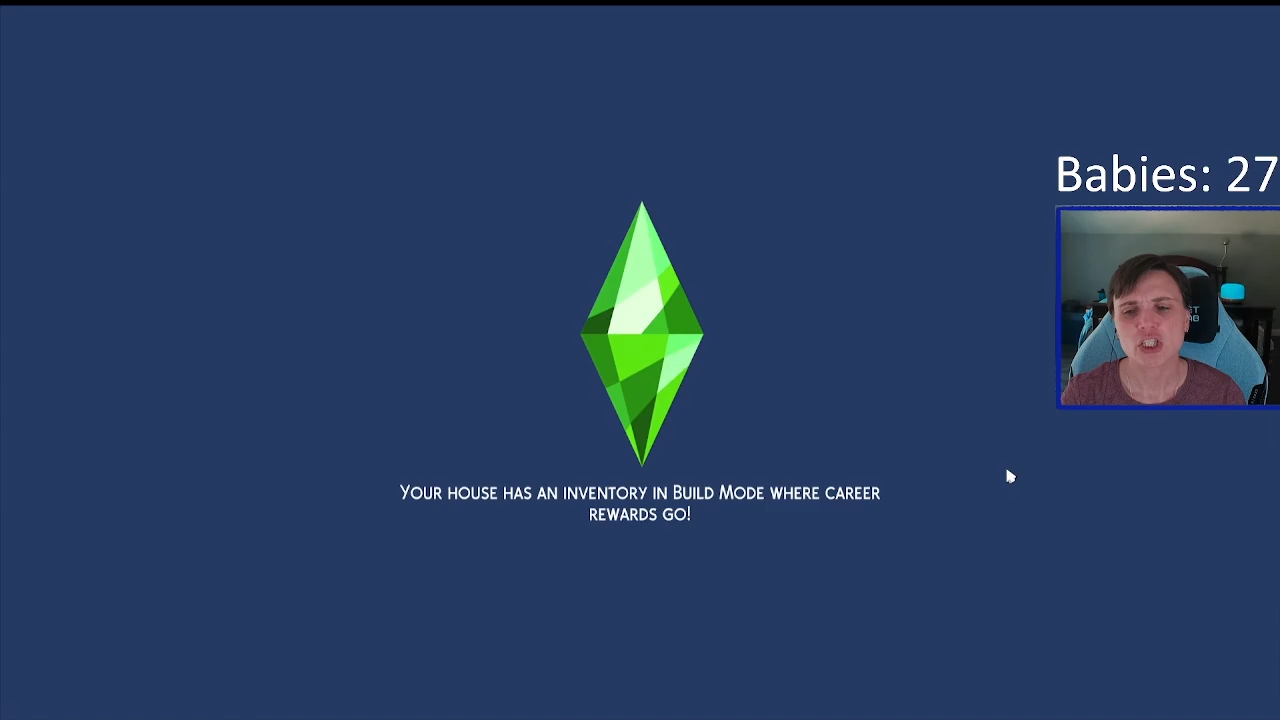 Babies: 27
YOUR HOUSE HAS AN INVENTORY IN BUILD MODE WHERE CAREER
REWARDS GO!